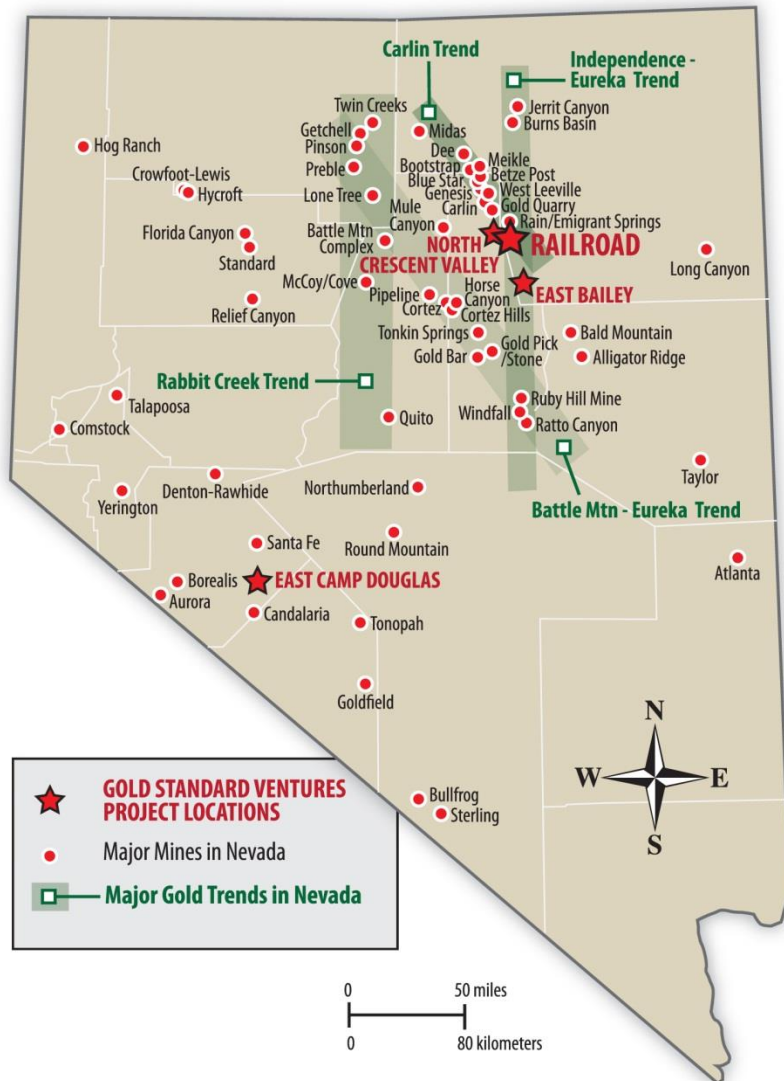 Carlin Trend
Independence -
Eureka Trend
Twin Creeks
Jerrit Canyon
Getchell
Midas
Burns Basin
Hog Ranch
Pinson
Dee
Meikle
Preble
Bootstrap
Betze Post
Crowfoot-Lewis
Blue Star
Hycroft
Lone Tree
Genesis
West Leeville
Mule
Canyon
Carlin
Gold Quarry
Rain/Emigrant Springs
Florida Canyon
Battle Mtn
Complex
NORTH
CRESCENT VALLEY
RAILROAD
Standard
Long Canyon
McCoy/Cove
Pipeline
Horse
Canyon
EAST BAILEY
Relief Canyon
Cortez
Cortez Hills
Tonkin Springs
Bald Mountain
Gold Bar
Gold Pick
/Stone
Alligator Ridge
Rabbit Creek Trend
Talapoosa
Ruby Hill Mine
Comstock
Quito
Windfall
Ratto Canyon
Taylor
Denton-Rawhide
Northumberland
Yerington
Battle Mtn - Eureka Trend
Santa Fe
Round Mountain
Atlanta
Borealis
EAST CAMP DOUGLAS
Aurora
Candalaria
Tonopah
Goldfield
N
W
E
S
GOLD STANDARD VENTURES
PROJECT LOCATIONS
Major Mines in Nevada
Major Gold Trends in Nevada
Bullfrog
Sterling
0
50 miles
0
80 kilometers